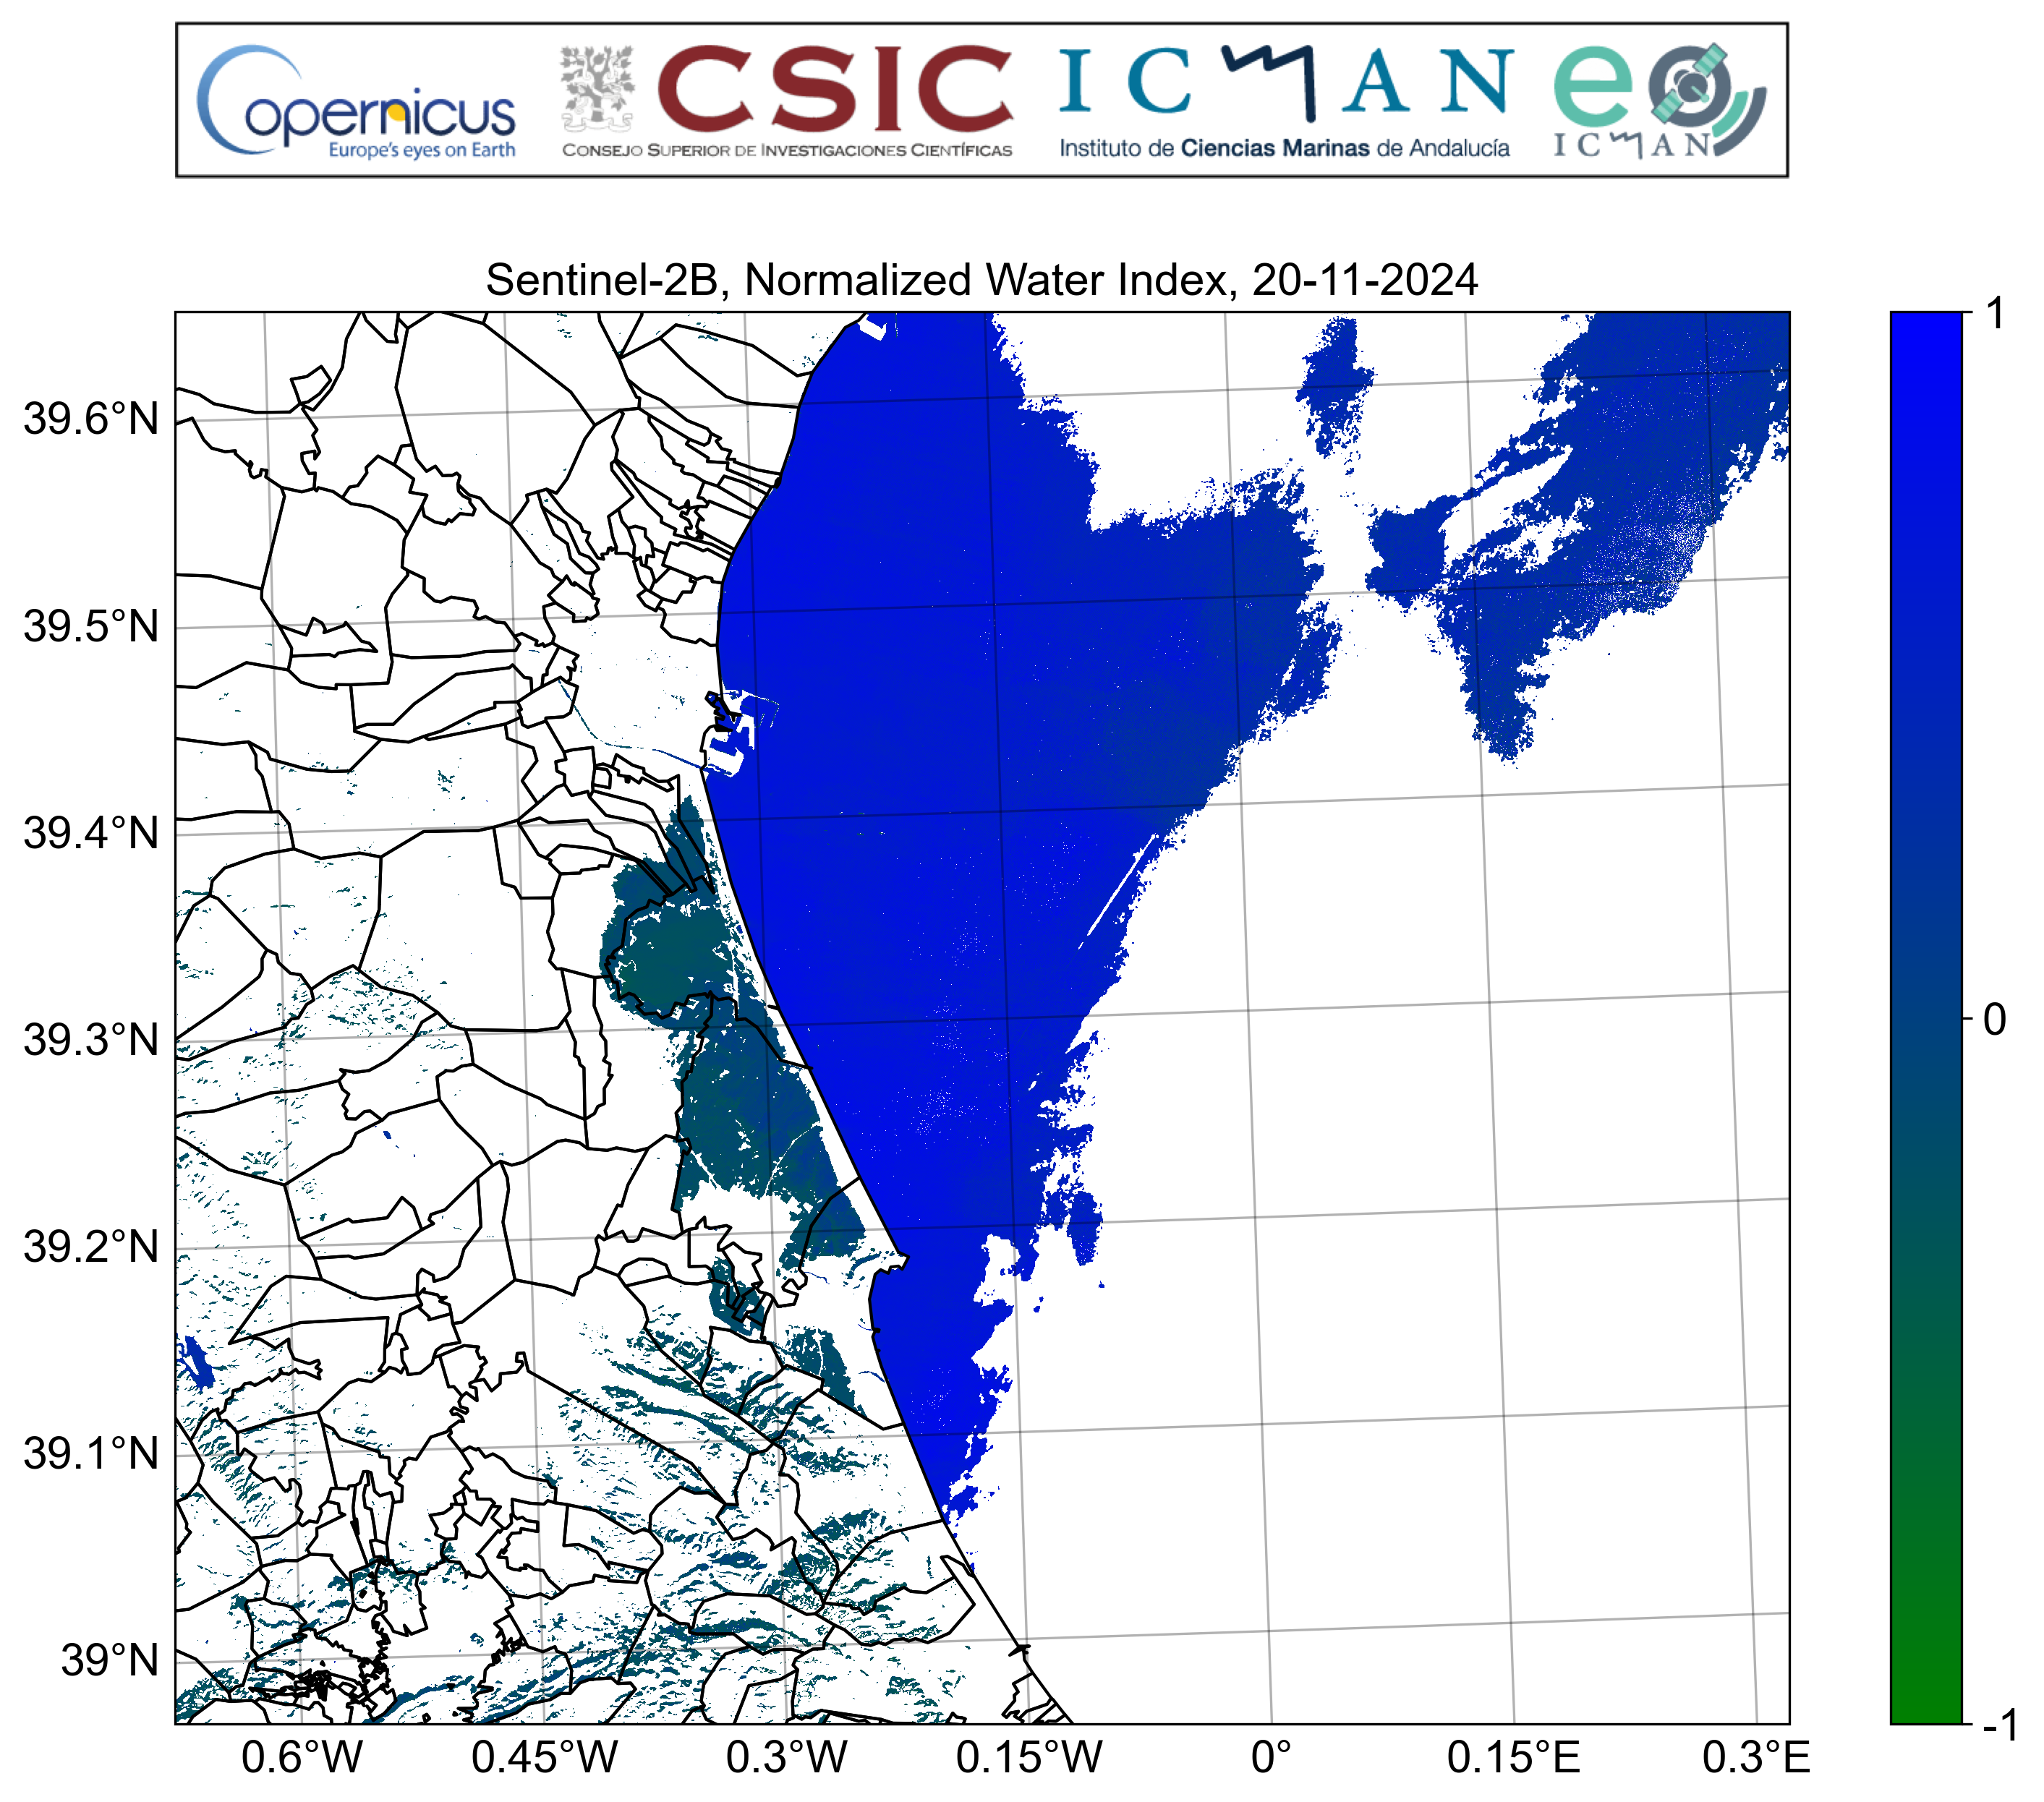 Copernicus
Europe's eyes on Earth
CSIC
CONSEJO SUPERIOR DE INVESTIGACIONES CIENTÍFICAS
ICMAN
Instituto de Ciencias Marinas de Andalucía
eo
ICMAN
Sentinel-2B, Normalized Water Index, 20-11-2024
39.6°N
39.5°N
39.4°N
39.3°N
39.2°N
39.1°N
39°N
0.6°W 0.45°W 0.3°W 0.15°W 0° 0.15°E 0.3°E
1
0
-1